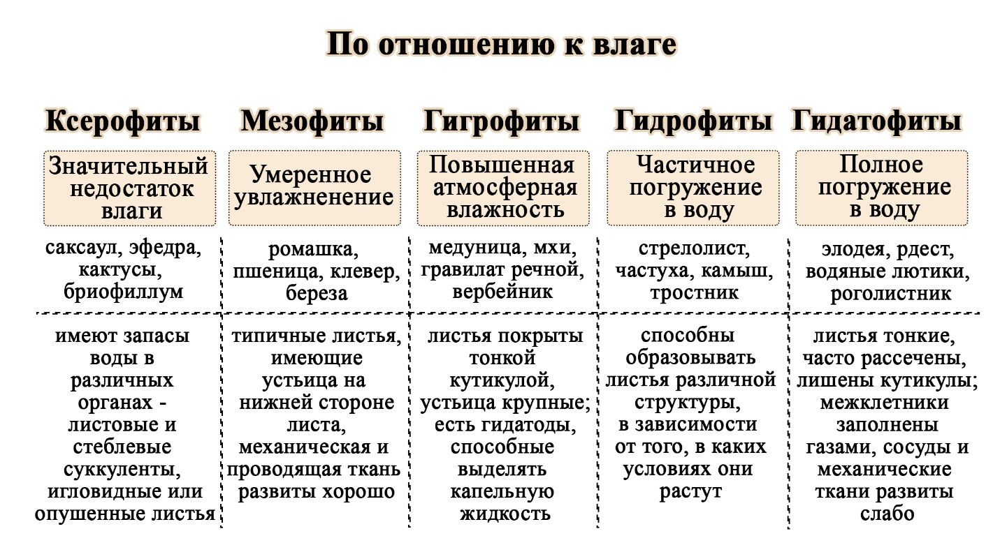 По отношению к влаге
Ксерофиты
Мезофиты
Гигрофиты
Гидрофиты
Гидатофиты
Значительный
недостаток
влаги
Умеренное
увлажненение
Повышенная
атмосферная
влажность
Частичное
погружение
в воду
Полное
погружение
в воду
саксаул, эфедра,
кактусы,
бриофиллум
ромашка,
пшеница, клевер,
береза
медуница, мхи,
гравилат речной,
вербейник
стрелолист,
частуха, камыш,
тростник
элодея, рдест,
водяные лютики,
роголистник
имеют запасы
воды в
различных
органах -
листовые и
стеблевые
суккуленты,
игловидные или
опушенные листья
типичные листья,
имеющие
устьица на
нижней стороне
листа,
механическая и
проводящая ткань
развиты хорошо
листья покрыты
тонкой
кутикулой,
устьица крупные;
есть гидатоды,
способные
выделять
капельную
жидкость
способны
образовывать
листья различной
структуры,
в зависимости
от того, в каких
условиях они
растут
листья тонкие,
часто рассечены,
лишены кутикулы;
межклетники
заполнены
газами, сосуды и
механические
ткани развиты
слабо